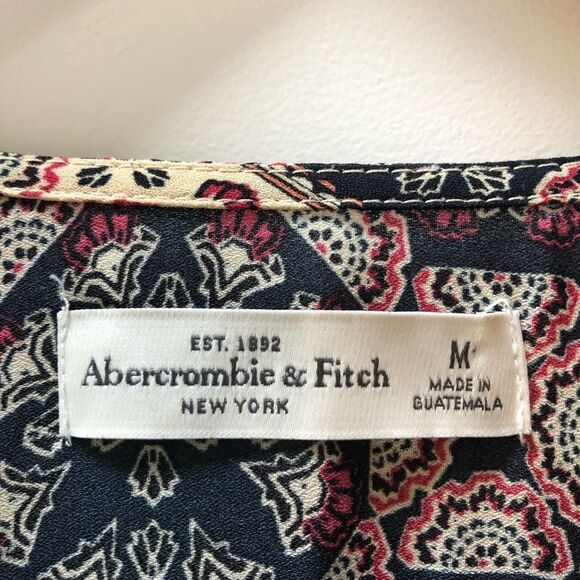 EST. 1892
Abercrombie & Fitch
NEW YORK
M
MADE IN
GUATEMALA